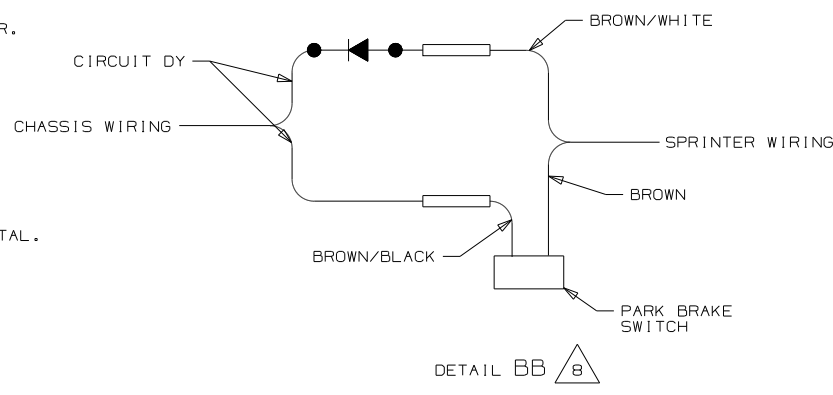 R.
BROWN/WHITE
CIRCUIT DY
CHASSIS WIRING
SPRINTER WIRING
BROWN
TAL.
BROWN/BLACK
PARK BRAKE
SWITCH
DETAIL BB 8